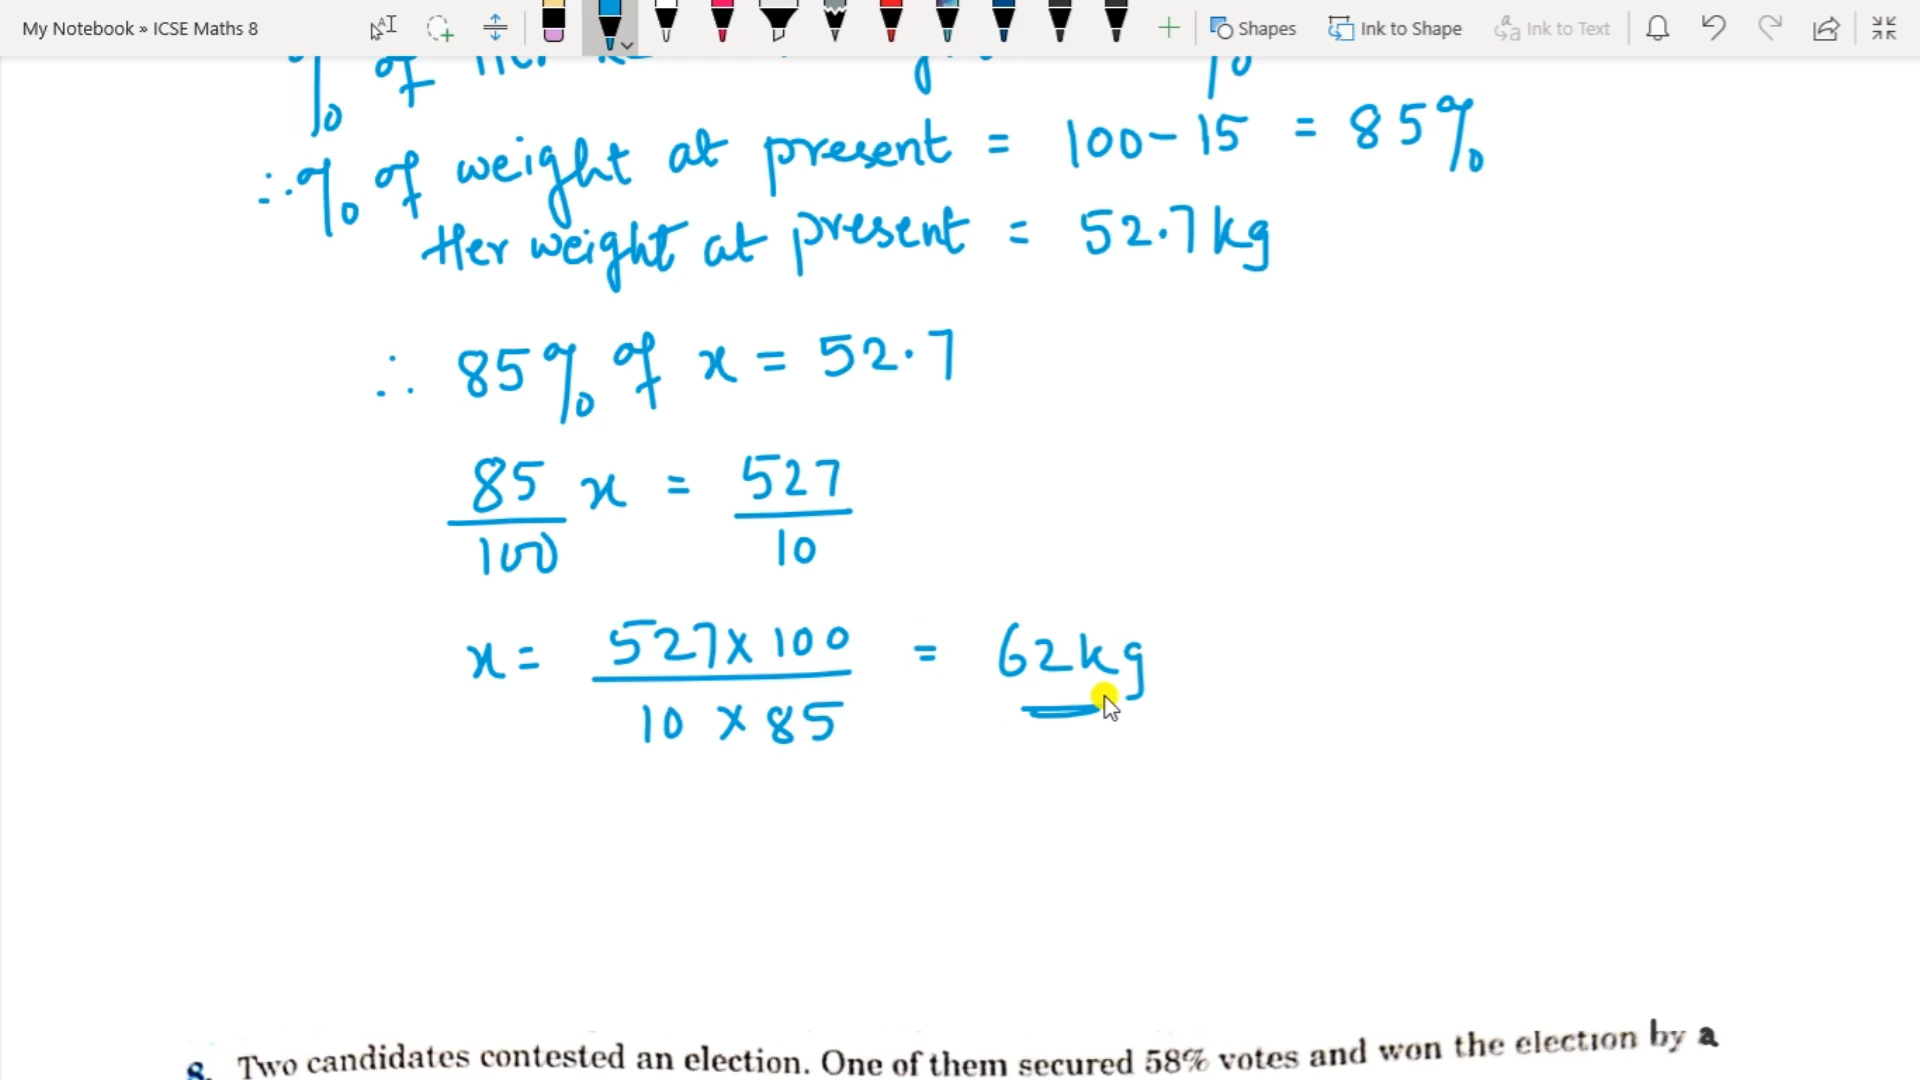 My Notebook » ICSE Maths 8
Shapes
Ink to Shape
Ink to Text
% of Her
∴ % of weight at present = 100 - 15 = 85%
Her weight at present = 52.7 kg
∴ 85% of x = 52.7
85/100 x = 527/10
x = 527 x 100 / 10 x 85 = 62 kg
8. Two candidates contested an election. One of them secured 58% votes and won the election by a